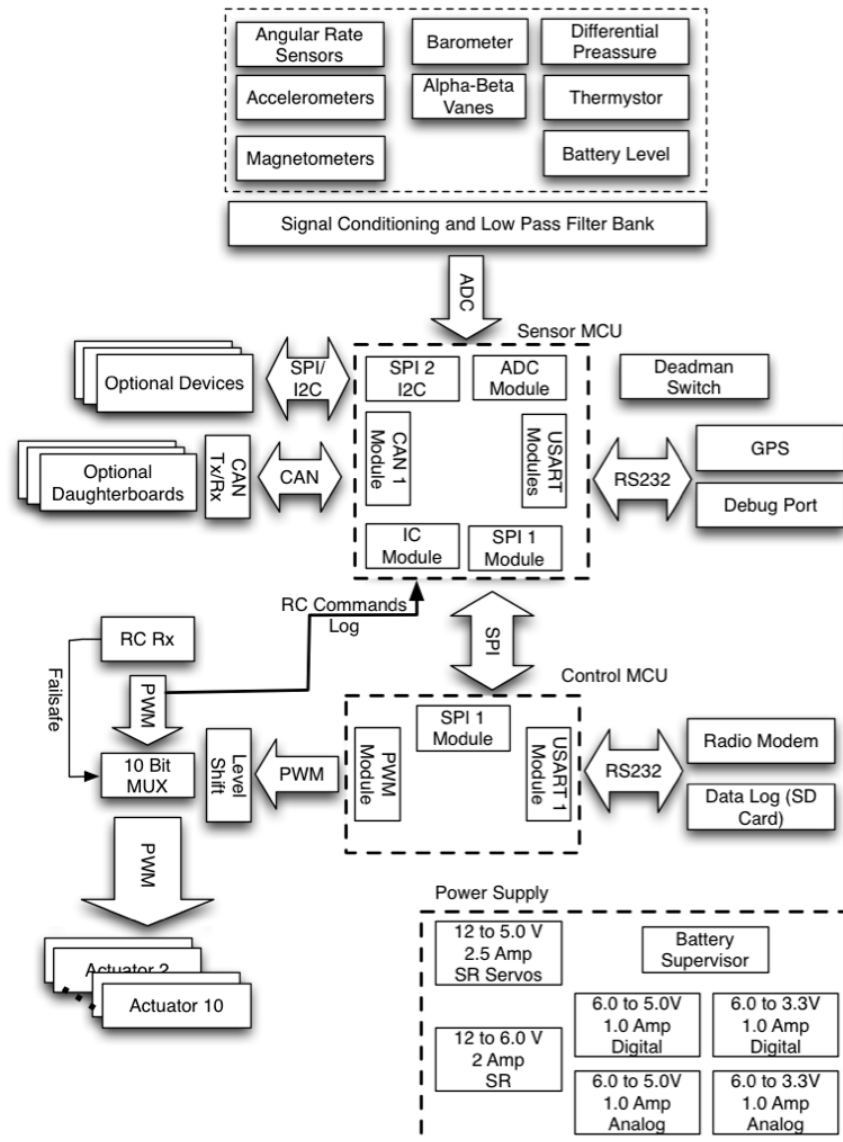 Angular Rate
Sensors
Barometer
Differential
Preassure
Accelerometers
Alpha-Beta
Vanes
Thermystor
Magnetometers
Battery Level
Signal Conditioning and Low Pass Filter Bank
ADC
Sensor MCU
Optional Devices
SPI/
I2C
SPI 2
I2C
ADC
Module
Deadman
Switch
Optional
Daughterboards
CAN
Tx/Rx
CAN
CAN 1
Module
USART
Modules
RS232
GPS
Debug Port
IC
Module
SPI 1
Module
RC Commands
Log
SPI
RC Rx
Failsafe
PWM
10 Bit
MUX
Level
Shift
PWM
Control MCU
PWM
Module
SPI 1
Module
USART 1
Module
RS232
Radio Modem
Data Log (SD
Card)
PWM
Actuator 2
Actuator 10
Power Supply
12 to 5.0 V
2.5 Amp
SR Servos
Battery
Supervisor
12 to 6.0 V
2 Amp
SR
6.0 to 5.0V
1.0 Amp
Digital
6.0 to 3.3V
1.0 Amp
Digital
6.0 to 5.0V
1.0 Amp
Analog
6.0 to 3.3V
1.0 Amp
Analog